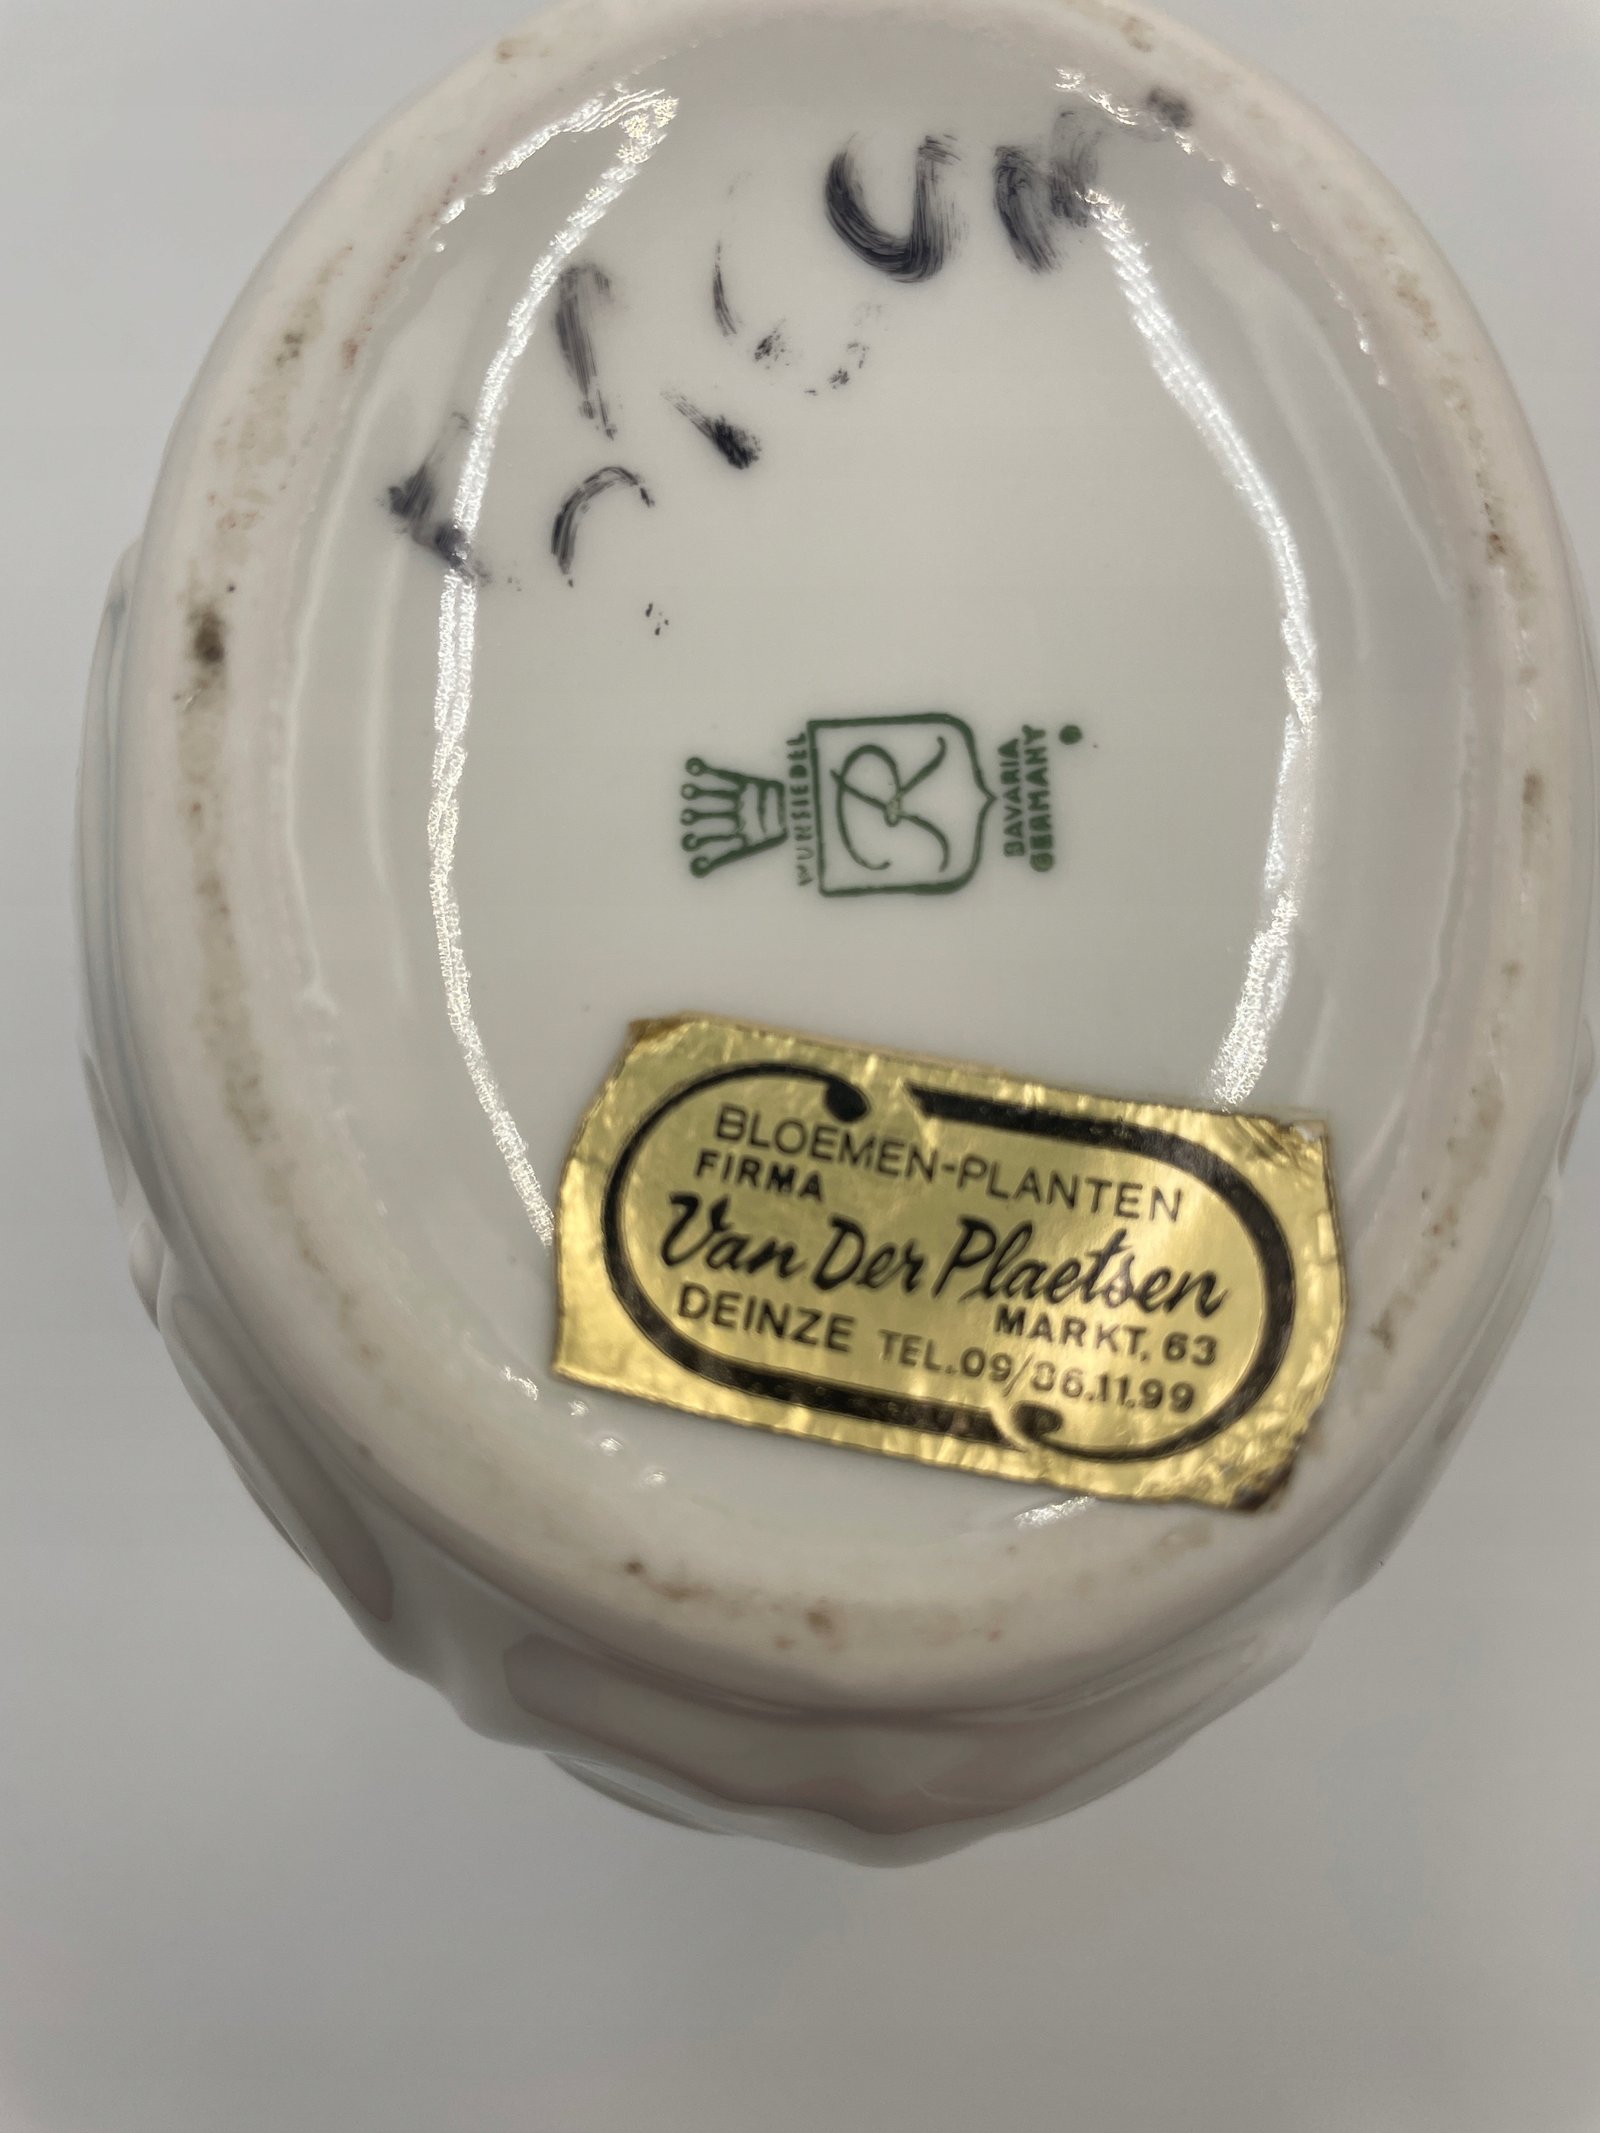 WUNSIEDEL
R
BAVARIA
GERMANY
BLOEMEN-PLANTEN
FIRMA
Van Der Plaetsen
MARKT, 63
DEINZE TEL.09/86.11.99